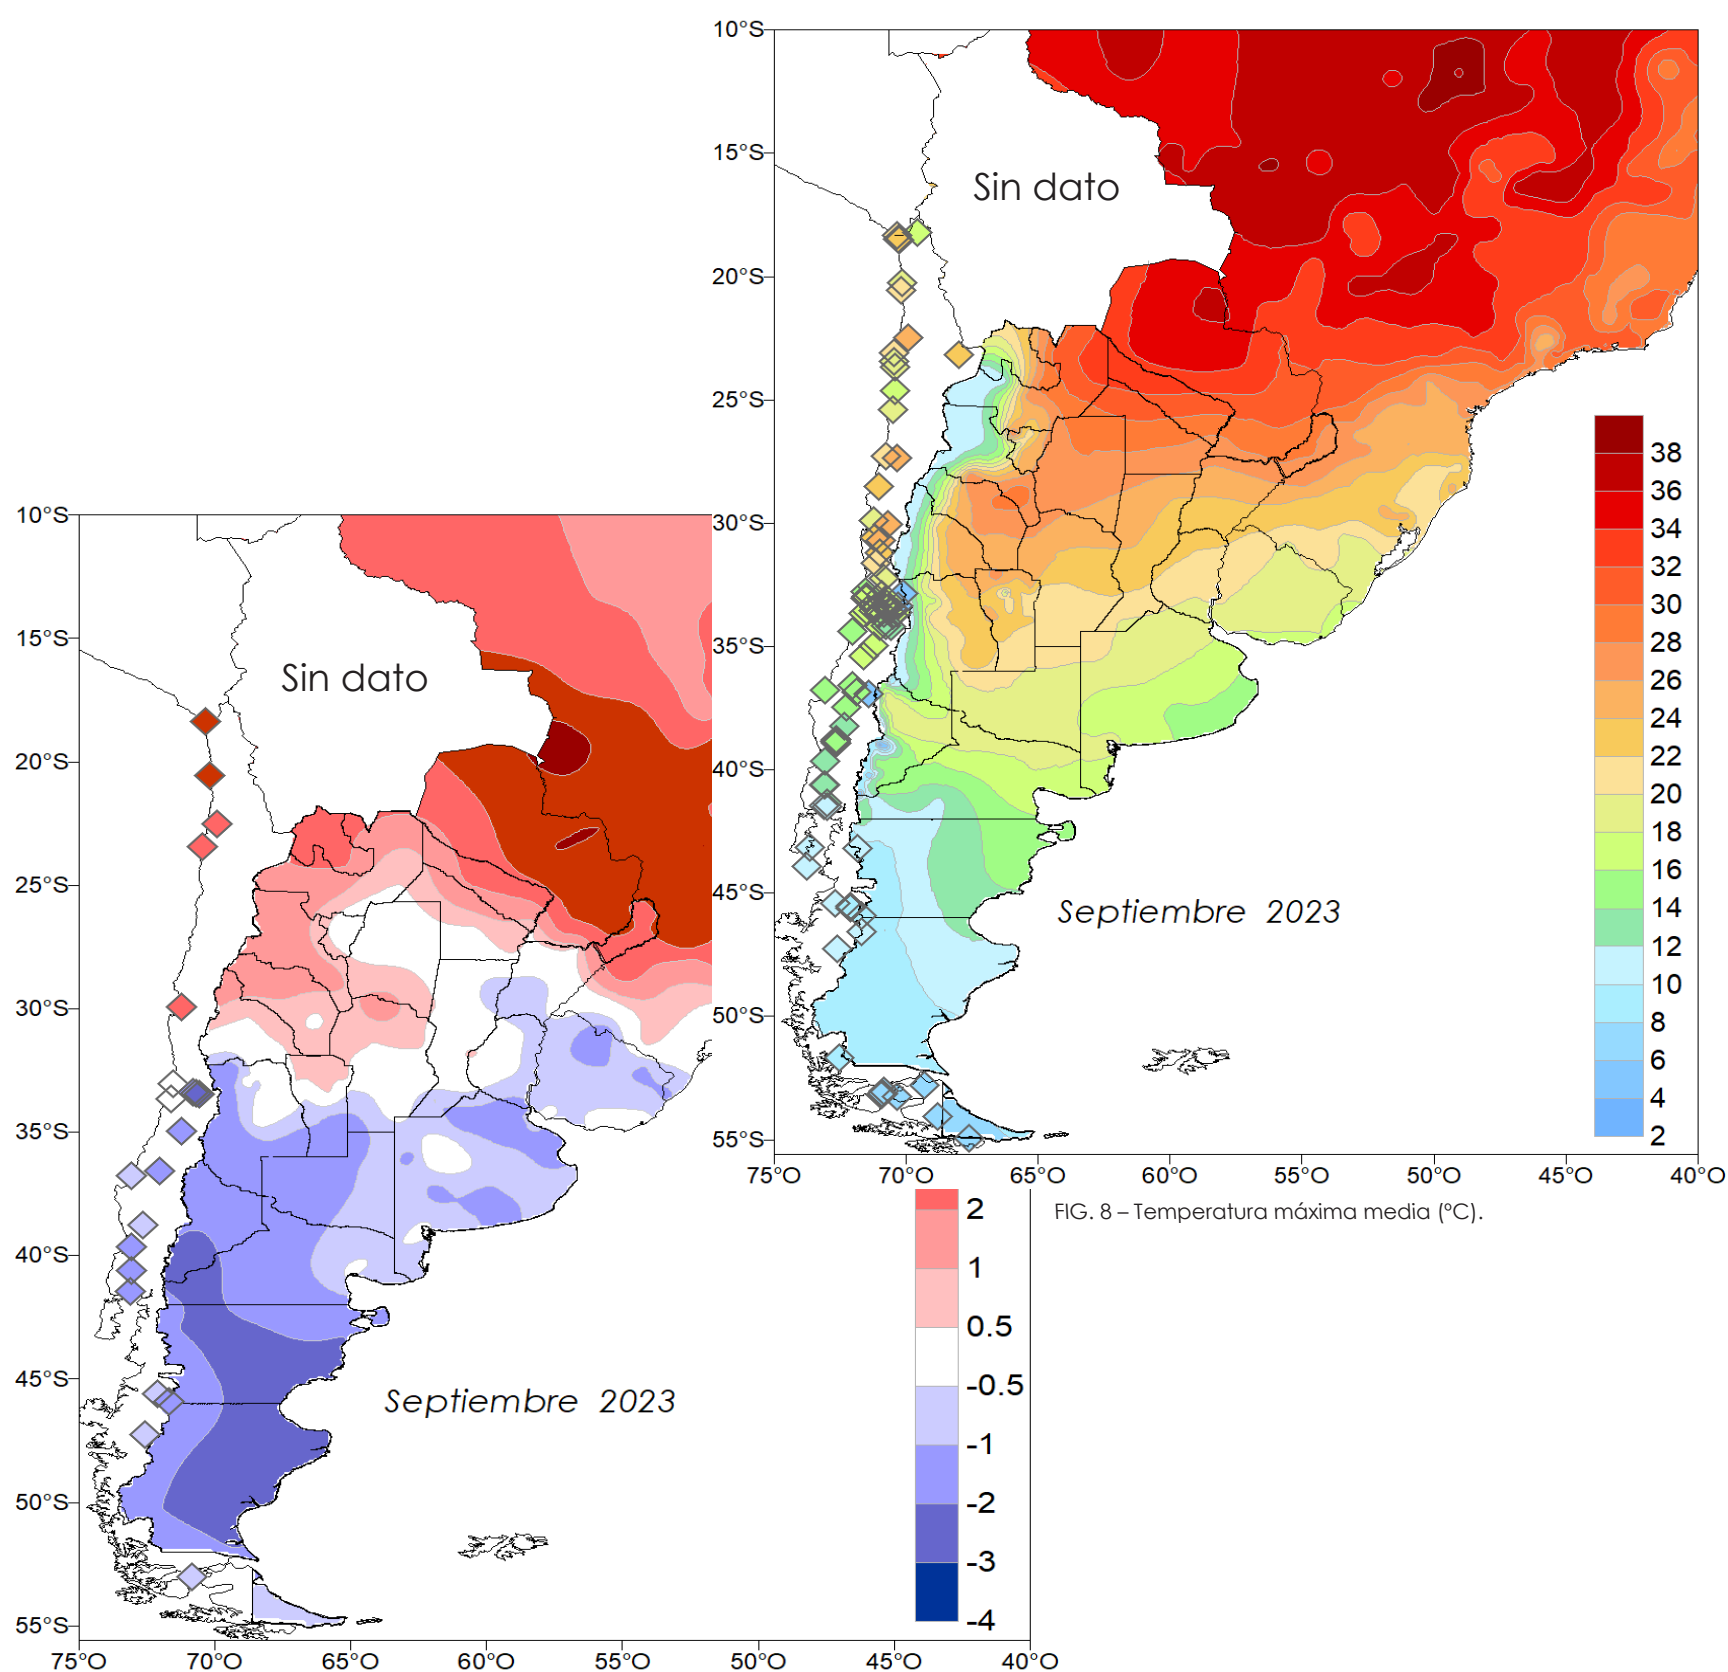 10°S
15°S
20°S
25°S
30°S
35°S
40°S
45°S
50°S
55°S
75°O
70°O
65°O
60°O
55°O
50°O
45°O
40°O
Sin dato
Septiembre 2023
38
36
34
32
30
28
26
24
22
20
18
16
14
12
10
8
6
4
2
FIG. 8 – Temperatura máxima media (ºC).
10°S
15°S
20°S
25°S
30°S
35°S
40°S
45°S
50°S
55°S
75°O
70°O
65°O
60°O
55°O
50°O
45°O
40°O
Sin dato
Septiembre 2023
2
1
0.5
-0.5
-1
-2
-3
-4